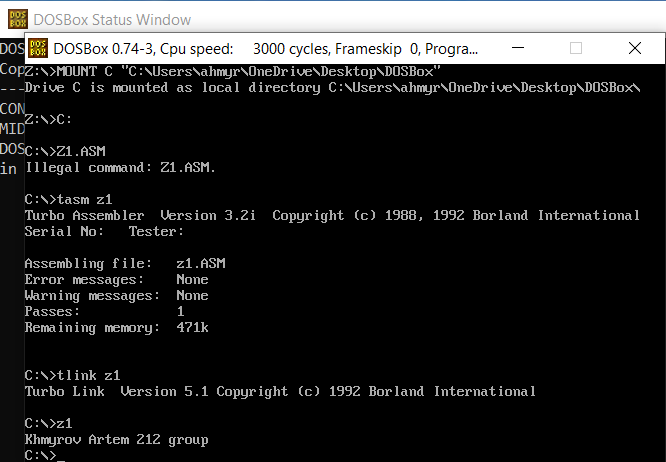 DOSBox Status Window
DOS
Cop
---
CON
MID
DOS
in
DOSBox 0.74-3, Cpu speed: 3000 cycles, Frameskip 0, Progra...
Z:\>MOUNT C "C:\Users\ahmyr\OneDrive\Desktop\DOSBox"
Drive C is mounted as local directory C:\Users\ahmyr\OneDrive\Desktop\DOSBox\
Z:\>C:
C:\>Z1.ASM
Illegal command: Z1.ASM.
C:\>tasm z1
Turbo Assembler Version 3.2i Copyright (c) 1988, 1992 Borland International
Serial No: Tester:
Assembling file: z1.ASM
Error messages: None
Warning messages: None
Passes: 1
Remaining memory: 471k
C:\>tlink z1
Turbo Link Version 5.1 Copyright (c) 1992 Borland International
C:\>z1
Khmyrov Artem 212 group
C:\>_